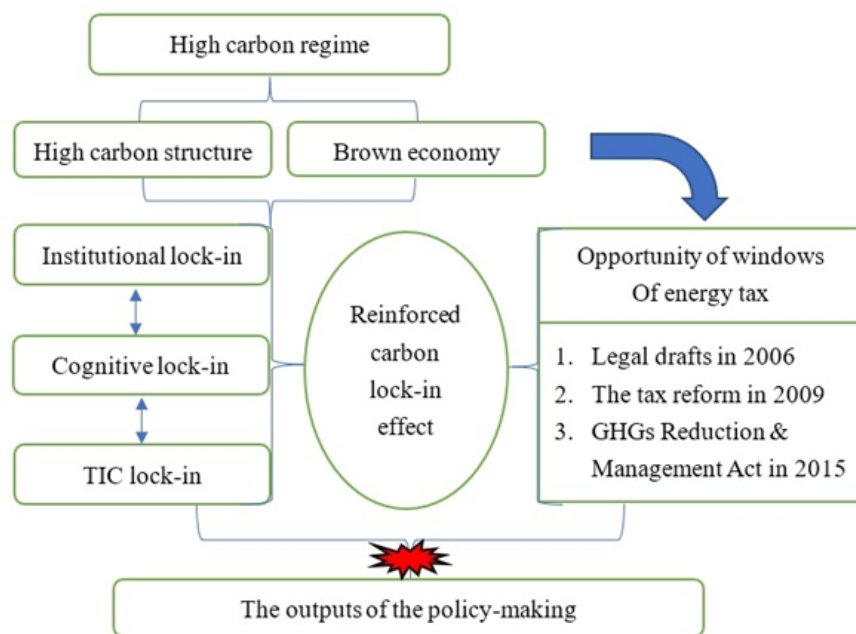 High carbon regime
High carbon structure
Brown economy
Institutional lock-in
Cognitive lock-in
TIC lock-in
Reinforced
carbon
lock-in
effect
Opportunity of windows
Of energy tax
1. Legal drafts in 2006
2. The tax reform in 2009
3. GHGs Reduction &
Management Act in 2015
The outputs of the policy-making